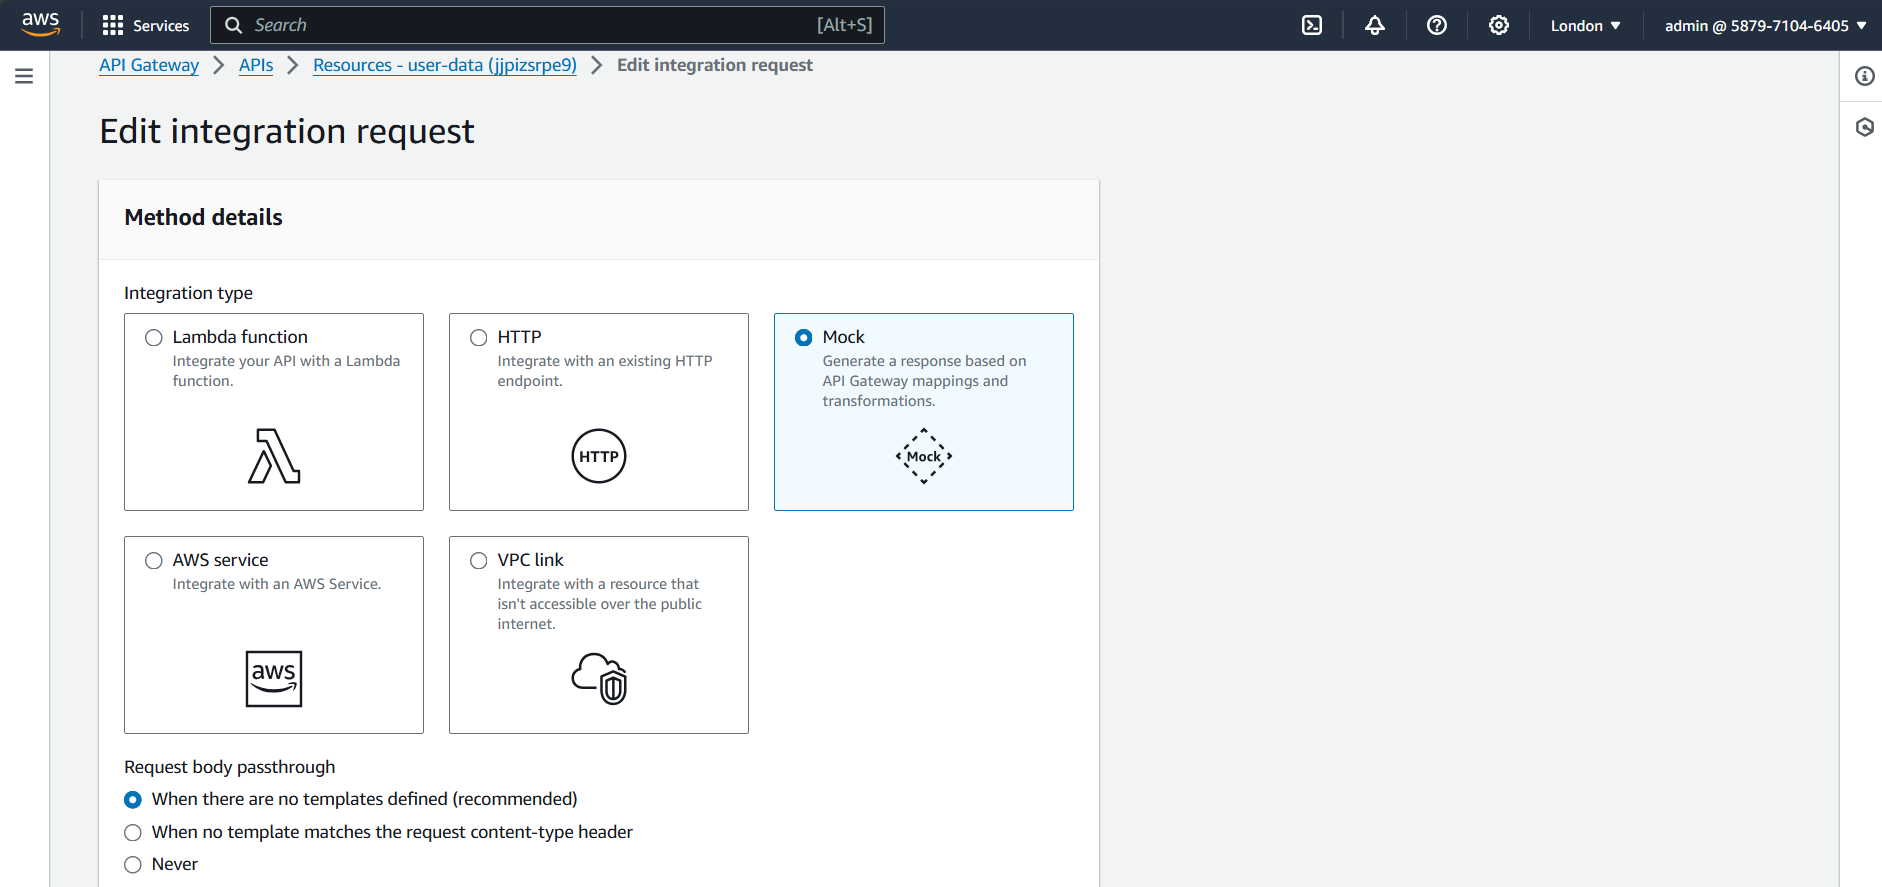 aws Services Search [Alt+S] London admin @ 5879-7104-6405
API Gateway APIs Resources - user-data (jjpizsrpe9) Edit integration request
Edit integration request
Method details
Integration type
Lambda function
Integrate your API with a Lambda
function.
HTTP
Integrate with an existing HTTP
endpoint.
HTTP
Mock
Generate a response based on
API Gateway mappings and
transformations.
Mock
AWS service
Integrate with an AWS Service.
aws
VPC link
Integrate with a resource that
isn't accessible over the public
internet.
Request body passthrough
When there are no templates defined (recommended)
When no template matches the request content-type header
Never